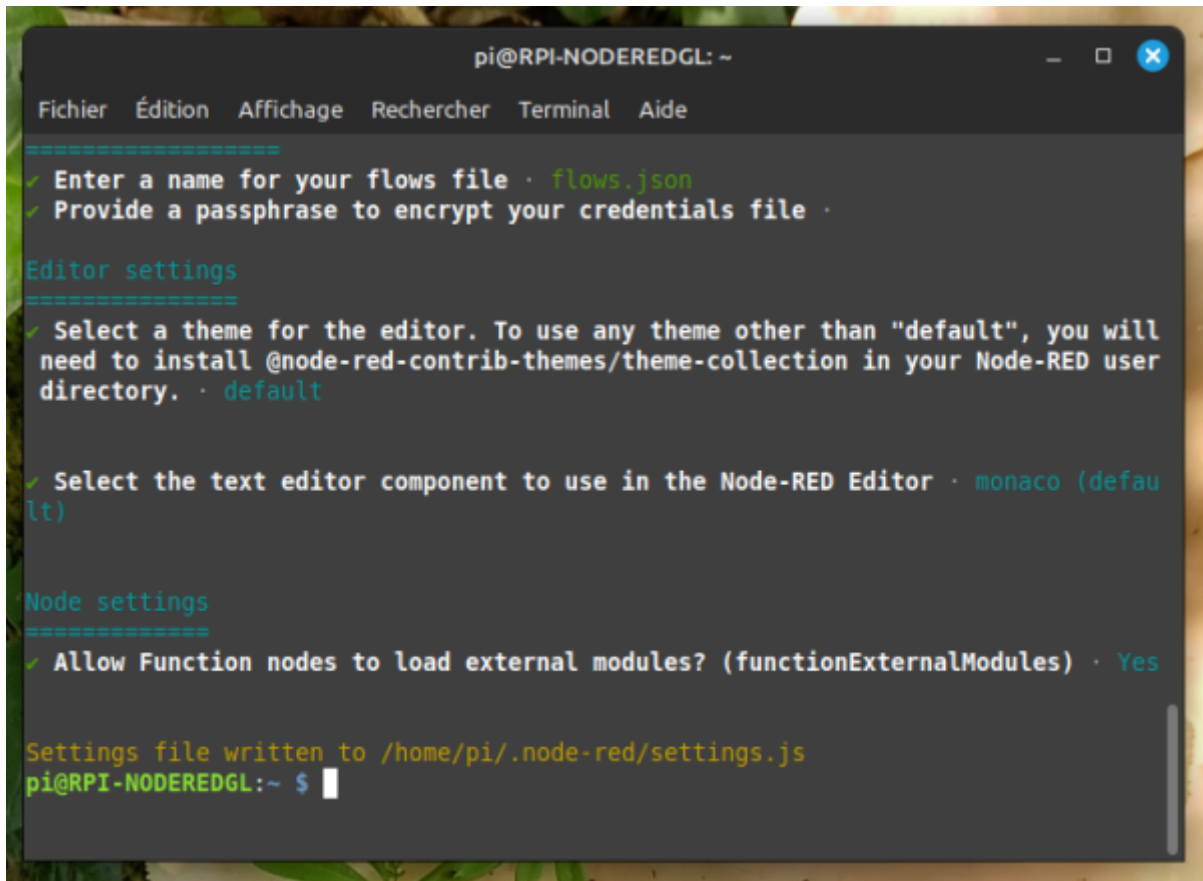 pi@RPI-NODEREDGL: ~
Fichier Édition Affichage Rechercher Terminal Aide
==================
✔ Enter a name for your flows file · flows.json
✔ Provide a passphrase to encrypt your credentials file ·
Editor settings
===============
✔ Select a theme for the editor. To use any theme other than "default", you will
need to install @node-red-contrib-themes/theme-collection in your Node-RED user
directory. · default
✔ Select the text editor component to use in the Node-RED Editor · monaco (defau
lt)
Node settings
=============
✔ Allow Function nodes to load external modules? (functionExternalModules) · Yes
Settings file written to /home/pi/.node-red/settings.js
pi@RPI-NODEREDGL:~ $